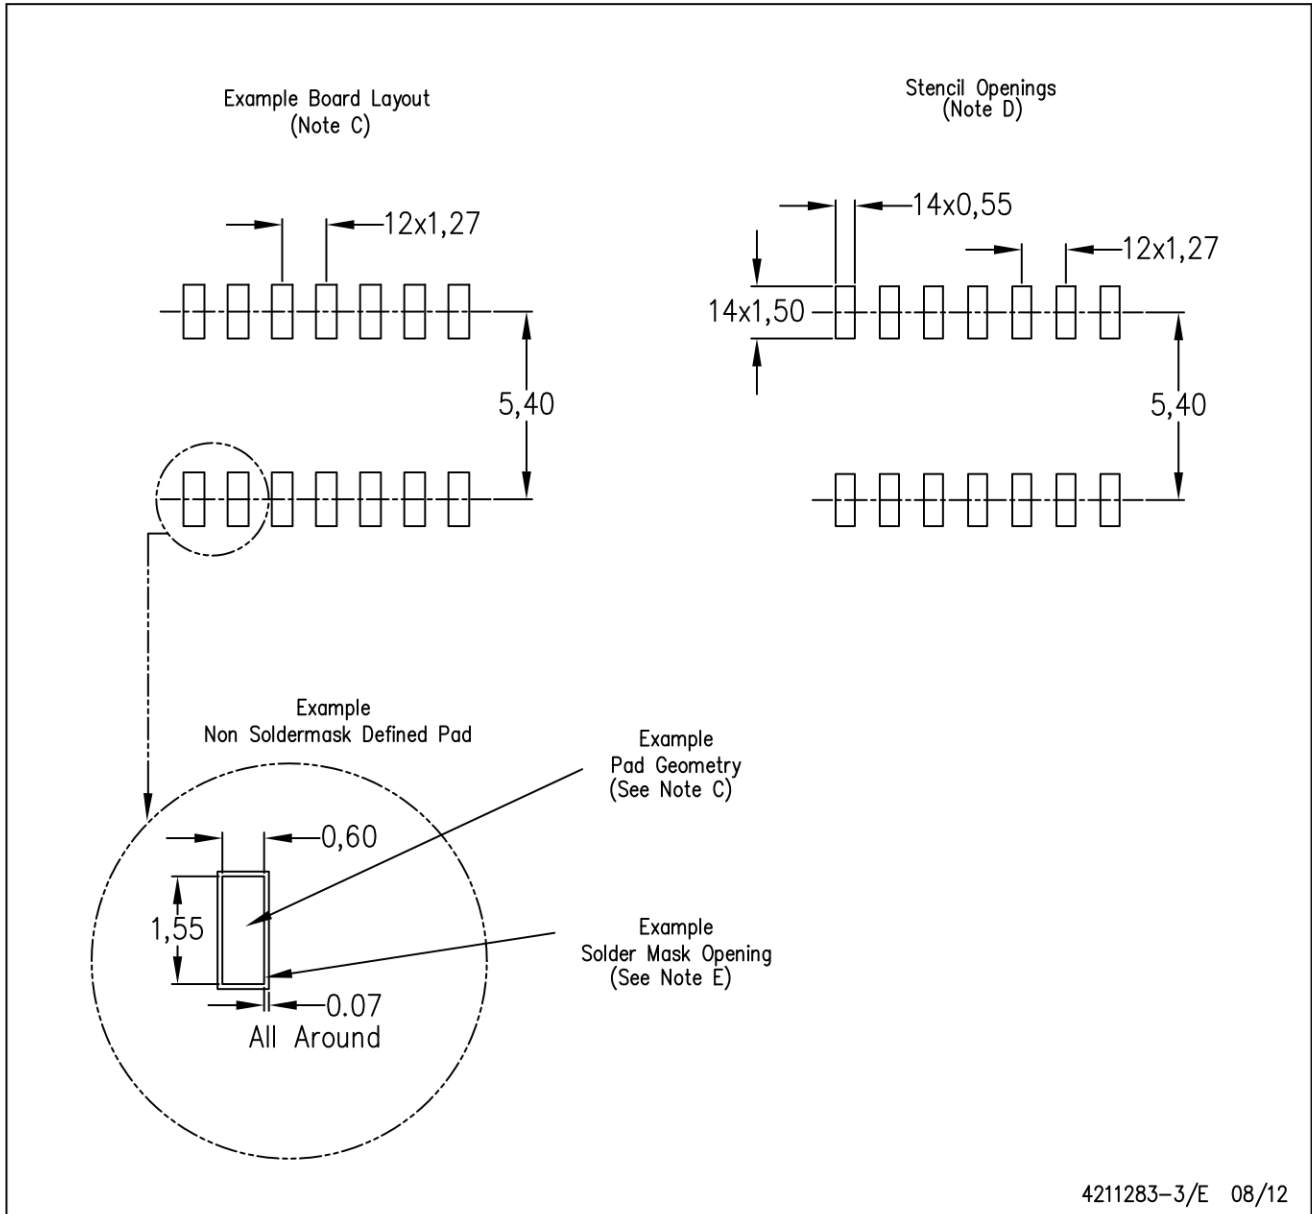 Example Board Layout
(Note C)
12x1,27
5,40
Stencil Openings
(Note D)
14x0,55
12x1,27
14x1,50
5,40
Example
Non Soldermask Defined Pad
Example
Pad Geometry
(See Note C)
0,60
1,55
Example
Solder Mask Opening
(See Note E)
0.07
All Around
4211283-3/E 08/12